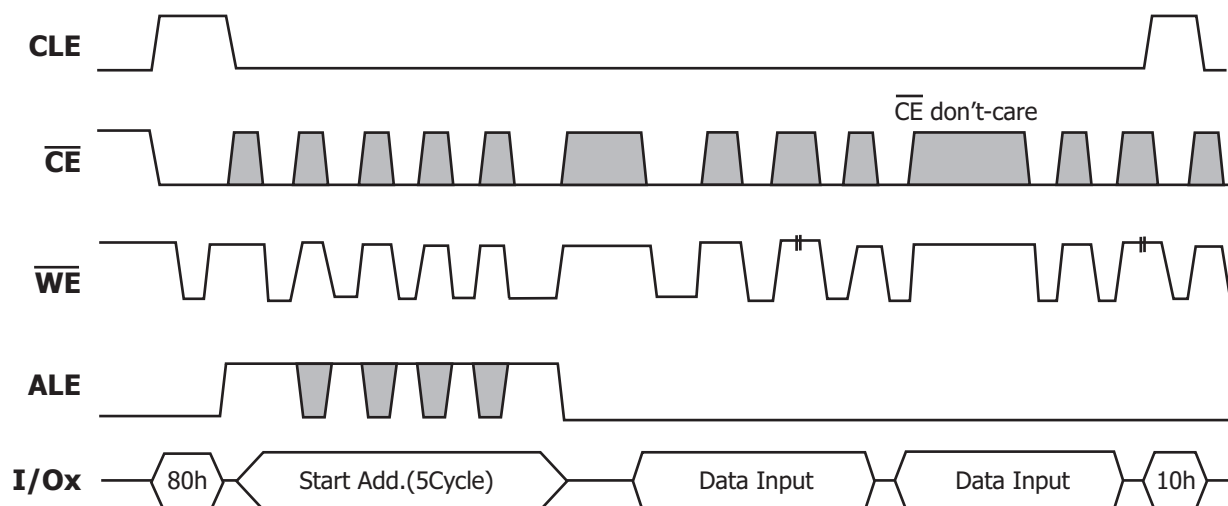 CLE
CE don't-care
CE
WE
ALE
I/Ox
80h
Start Add.(5Cycle)
Data Input
Data Input
10h